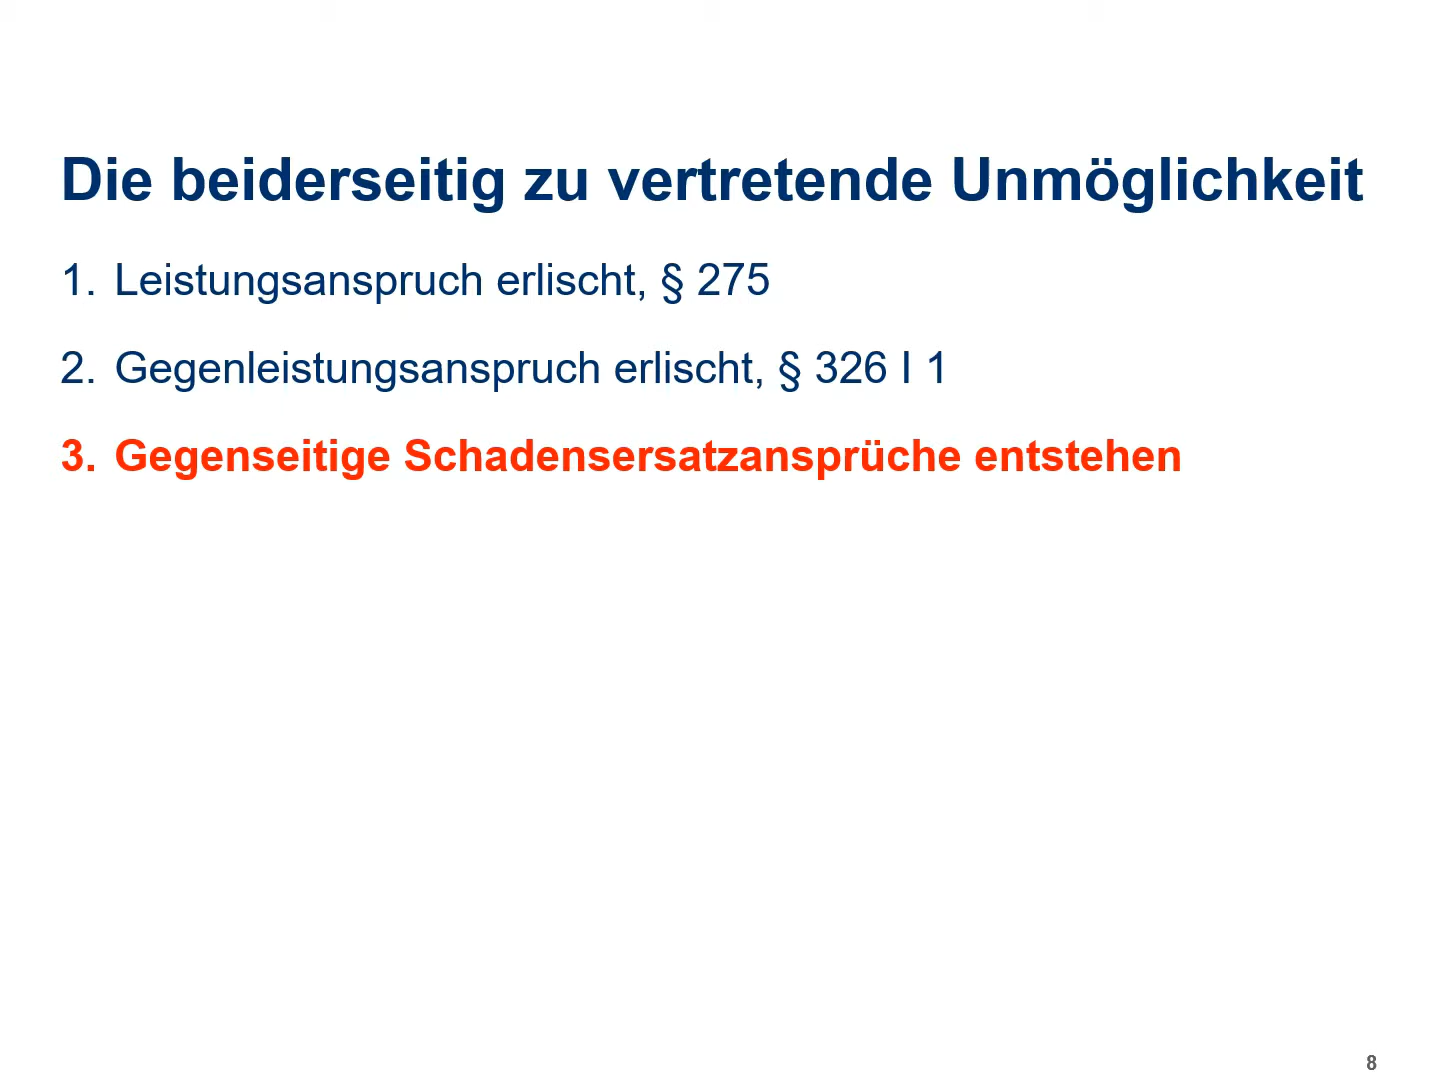 Die beiderseitig zu vertretende Unmöglichkeit
1. Leistungsanspruch erlischt, § 275
2. Gegenleistungsanspruch erlischt, § 326 I 1
3. Gegenseitige Schadensersatzansprüche entstehen
8